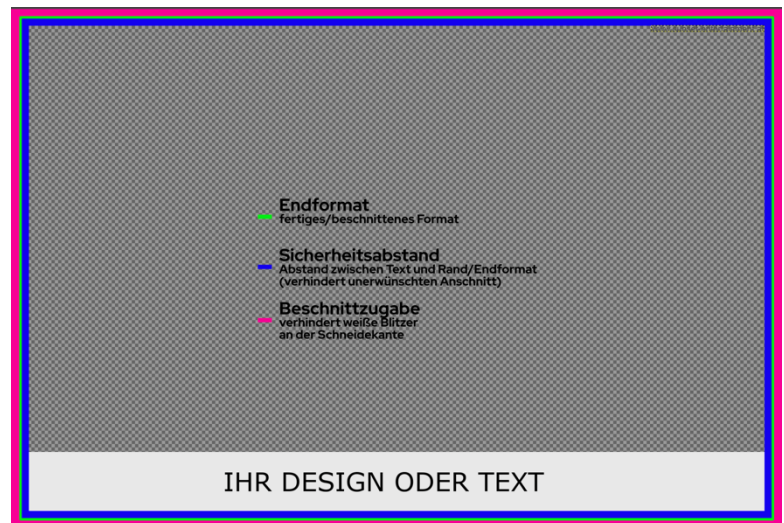 Endformat
fertiges/beschnittenes Format
Sicherheitsabstand
Abstand zwischen Text und Rand/Endformat
(verhindert unerwünschten Anschnitt)
Beschnittzugabe
verhindert weiße Blitzer
an der Schneidekante
IHR DESIGN ODER TEXT